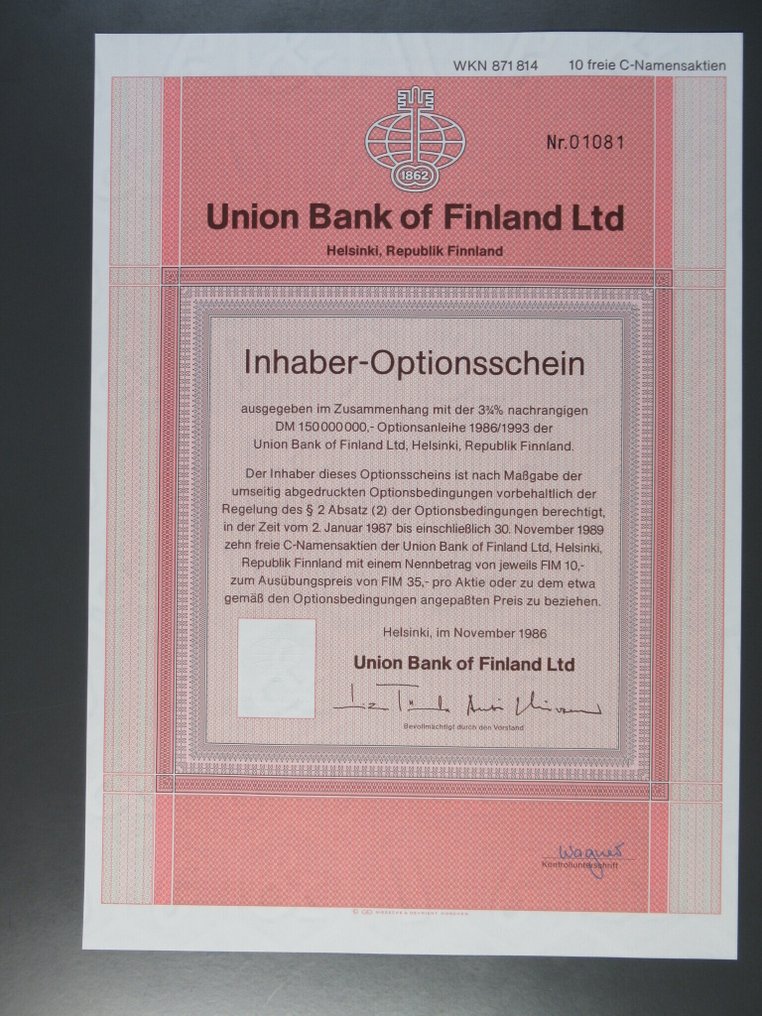 WKN 871 814 10 freie C-Namensaktien
Nr.01081
1862
Union Bank of Finland Ltd
Helsinki, Republik Finnland
Inhaber-Optionsschein
ausgegeben im Zusammenhang mit der 3¾% nachrangigen
DM 150 000 000,- Optionsanleihe 1986/1993 der
Union Bank of Finland Ltd, Helsinki, Republik Finnland.
Der Inhaber dieses Optionsscheins ist nach Maßgabe der
umseitig abgedruckten Optionsbedingungen vorbehaltlich der
Regelung des § 2 Absatz (2) der Optionsbedingungen berechtigt,
in der Zeit vom 2. Januar 1987 bis einschließlich 30. November 1989
zehn freie C-Namensaktien der Union Bank of Finland Ltd, Helsinki,
Republik Finnland mit einem Nennbetrag von jeweils FIM 10,-
zum Ausübungspreis von FIM 35,- pro Aktie oder zu dem etwa
gemäß den Optionsbedingungen angepaßten Preis zu beziehen.
Helsinki, im November 1986
Union Bank of Finland Ltd
Bevollmächtigt durch den Vorstand
Wagner
Kontrollunterschrift
GIESECKE & DEVRIENT MÜNCHEN